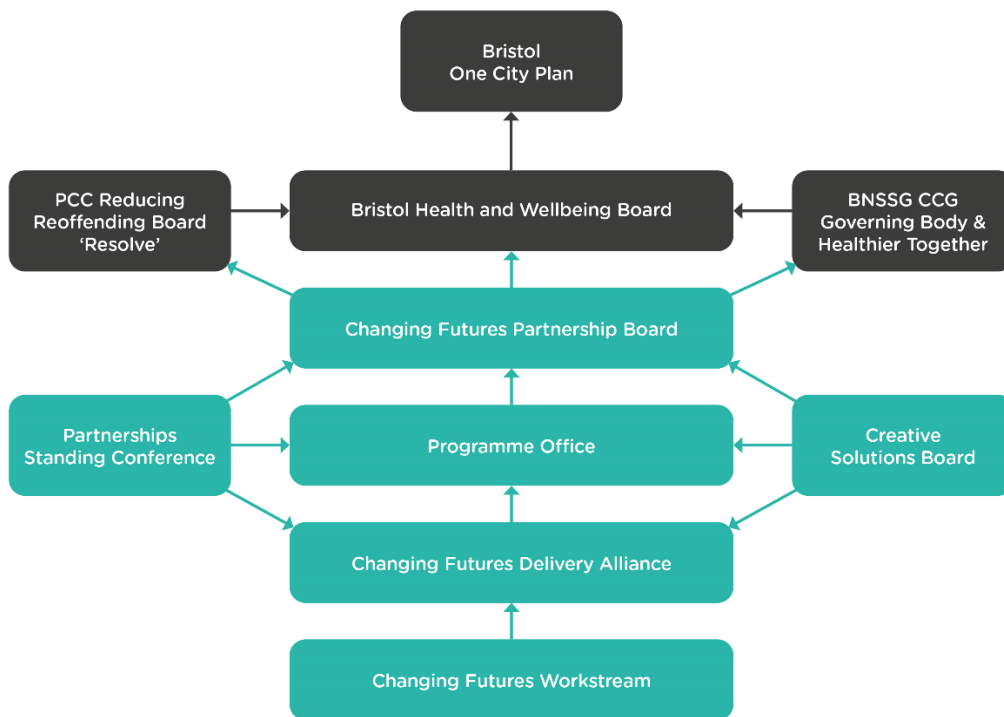 Bristol
One City Plan
PCC Reducing
Reoffending Board
‘Resolve’
Bristol Health and Wellbeing Board
BNSSG CCG
Governing Body &
Healthier Together
Changing Futures Partnership Board
Partnerships
Standing Conference
Programme Office
Creative
Solutions Board
Changing Futures Delivery Alliance
Changing Futures Workstream